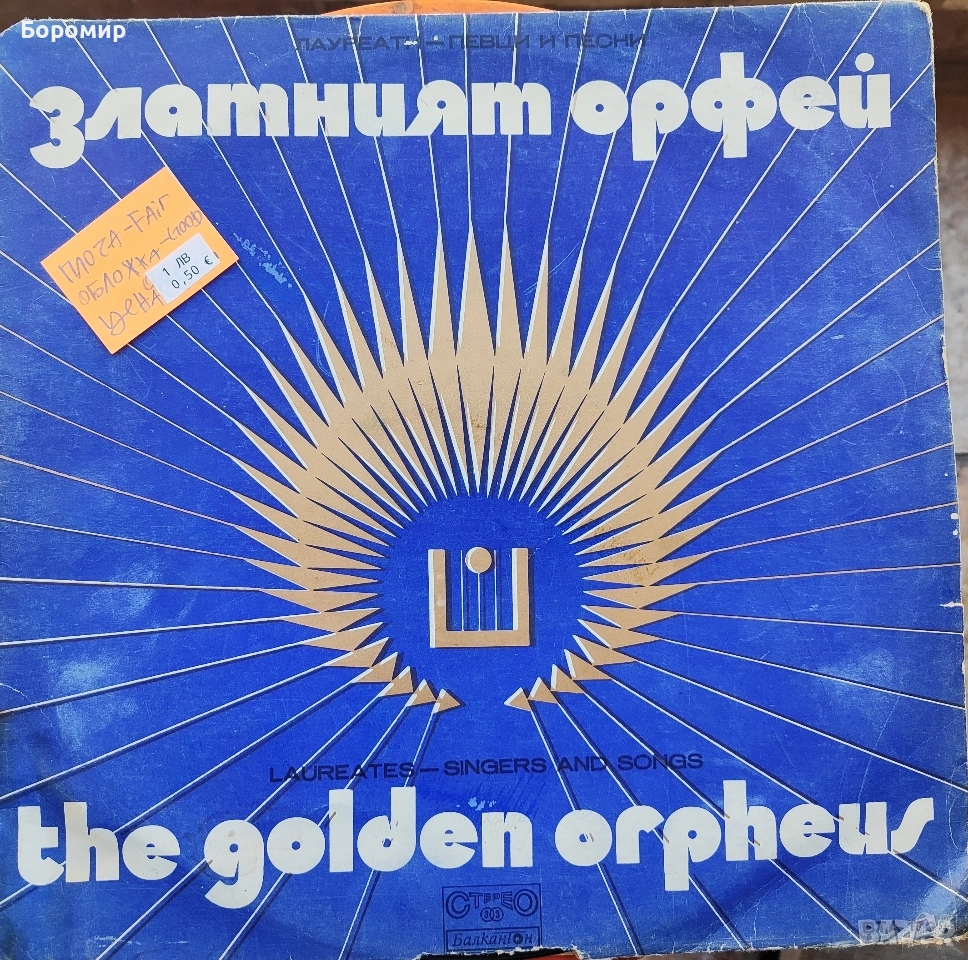 Боромир
ЛАУРЕАТИ — ПЕВЦИ И ПЕСНИ
Златният орфей
ПЛОЧА - FAIR
ОБЛОЖКА - GOOD
ЦЕНА
1 ЛВ
0,50 €
LAUREATES — SINGERS AND SONGS
the golden orpheus
СТЕРЕО
303
Балкантон